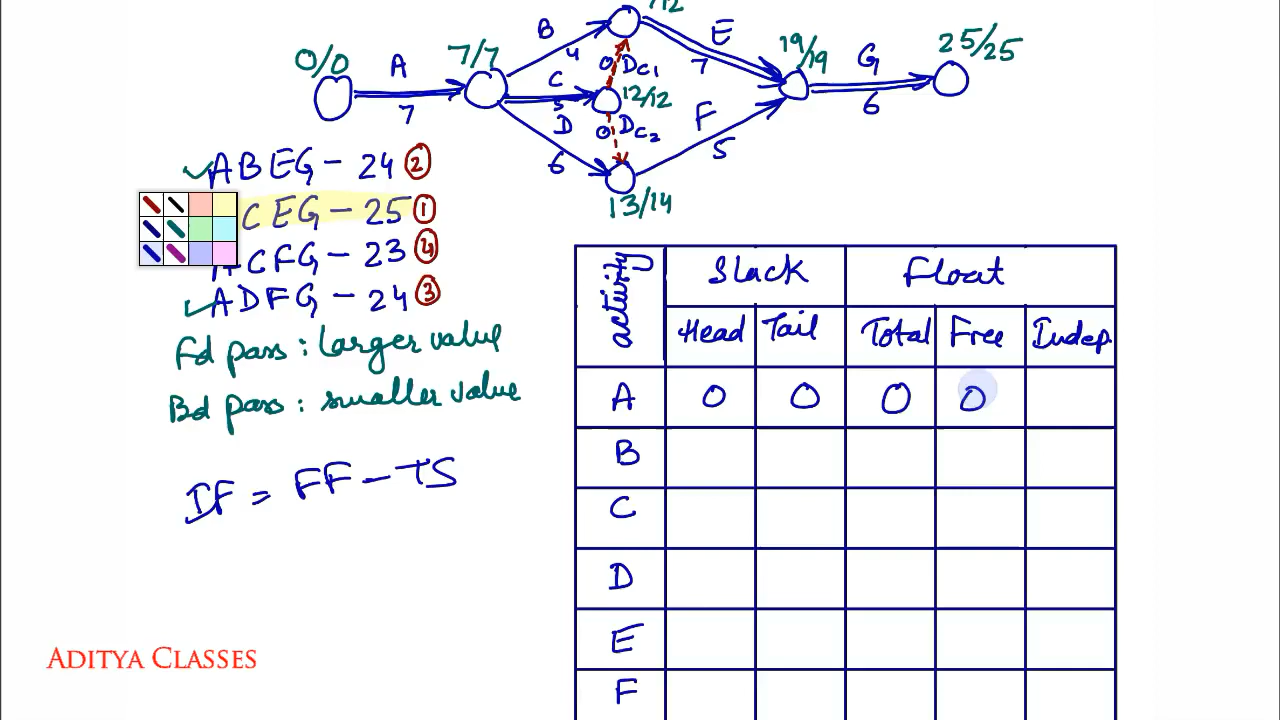 /12
0/0
A
7
7/7
B
4
C
5
D
6
0
Dc1
12/12
0
Dc2
13/14
E
7
F
5
19/19
G
6
25/25
ABEG - 24 ②
CEG - 25 ①
CFG - 23 ④
ADFG - 24 ③
Fd pass : Larger value
Bd pass : smaller value
IF = FF - TS
activity Slack Float
Head Tail Total Free Indep.
A 0 0 0 0
B
C
D
E
F
ADITYA CLASSES